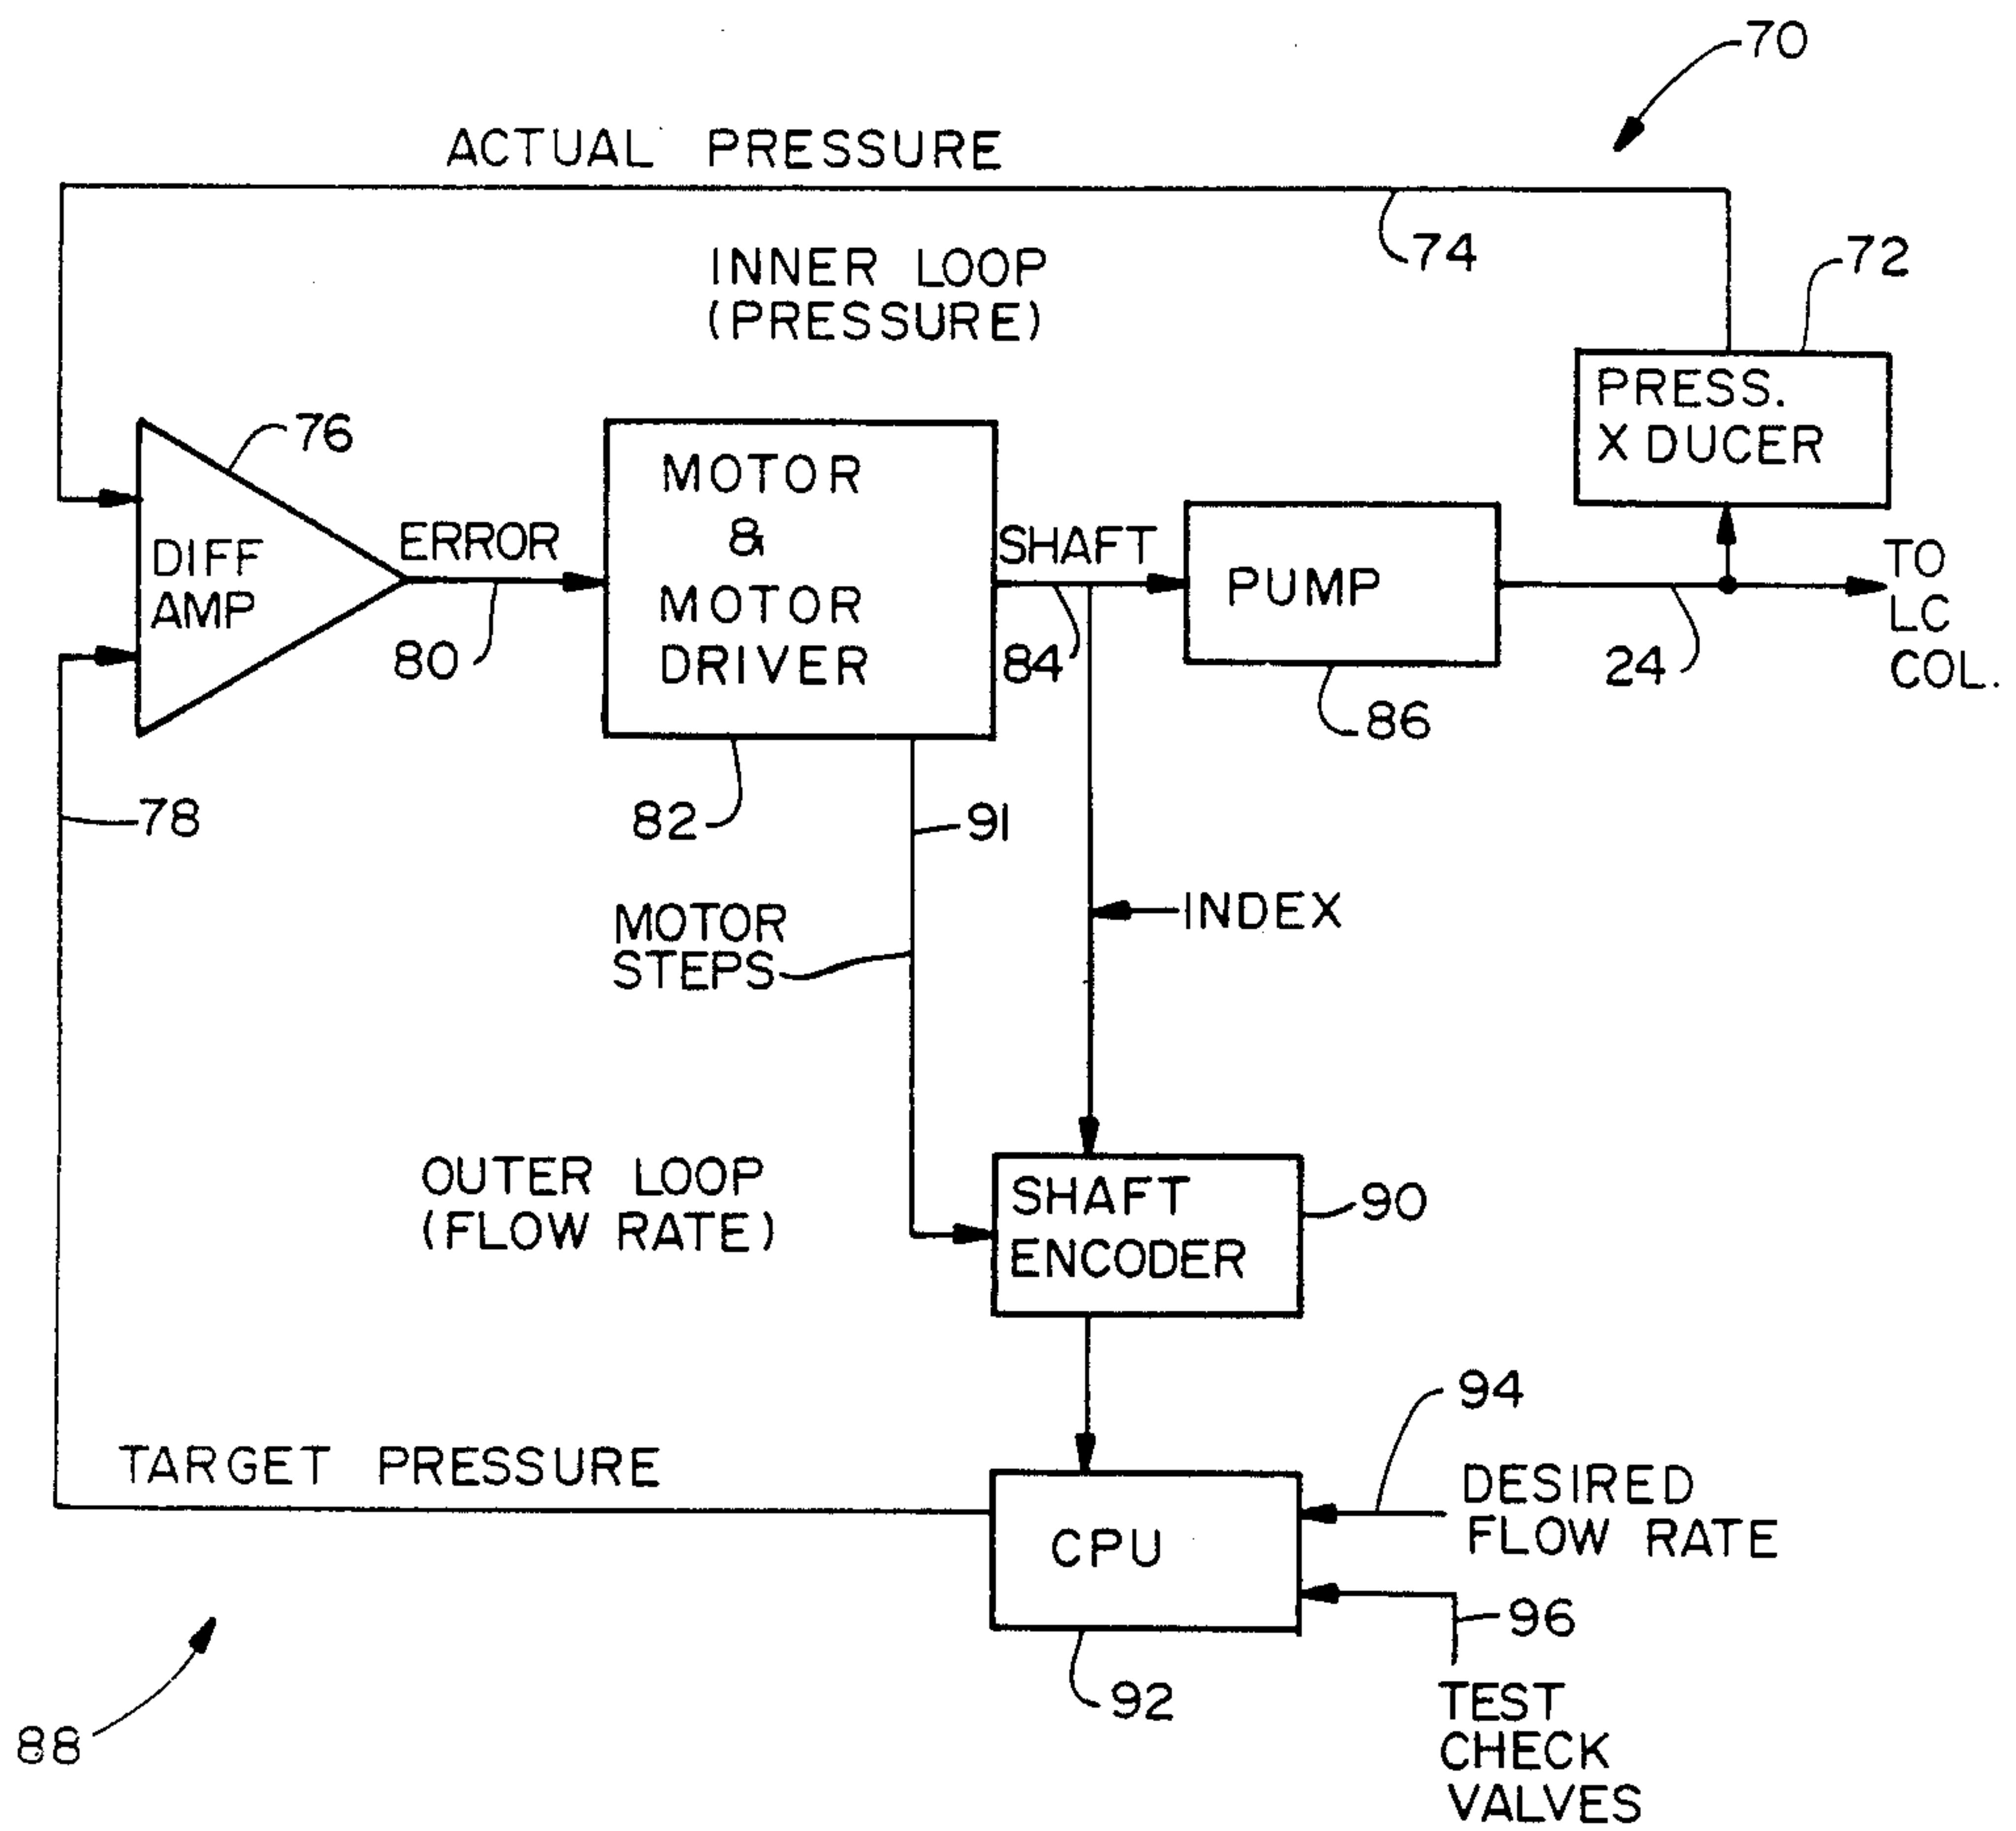 70
ACTUAL PRESSURE
74
INNER LOOP
(PRESSURE)
72
PRESS.
X DUCER
76
DIFF
AMP
ERROR
80
MOTOR
&
MOTOR
DRIVER
SHAFT
84
PUMP
86
24
TO
LC
COL.
78
82
91
MOTOR
STEPS
INDEX
OUTER LOOP
(FLOW RATE)
SHAFT
ENCODER
90
TARGET PRESSURE
94
DESIRED
FLOW RATE
CPU
96
92
88
TEST
CHECK
VALVES